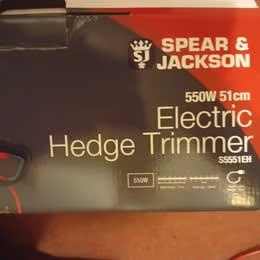 SJ
SPEAR &
JACKSON
550W 51cm
Electric
Hedge Trimmer
S5551EH
550W